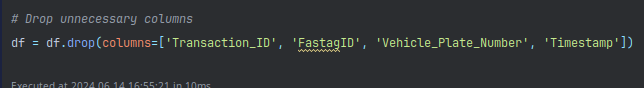 # Drop unnecessary columns
df = df.drop(columns=['Transaction_ID', 'FastagID', 'Vehicle_Plate_Number', 'Timestamp'])
Executed at 2024.06.14 16:55:21 in 10ms